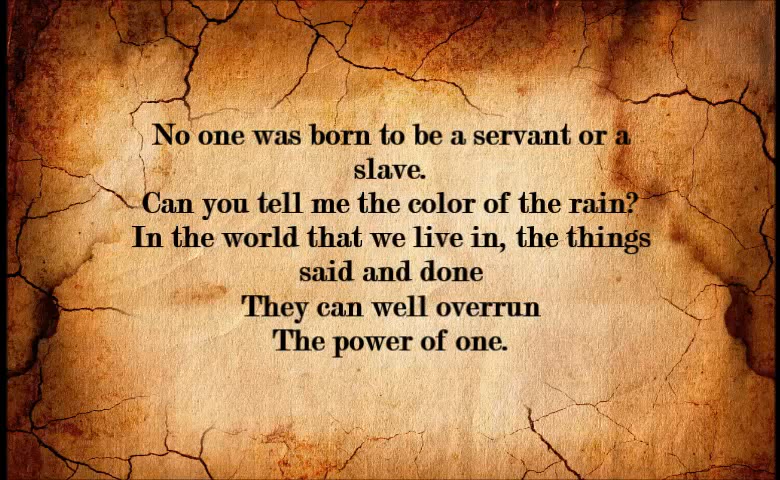 No one was born to be a servant or a
slave.
Can you tell me the color of the rain?
In the world that we live in, the things
said and done
They can well overrun
The power of one.